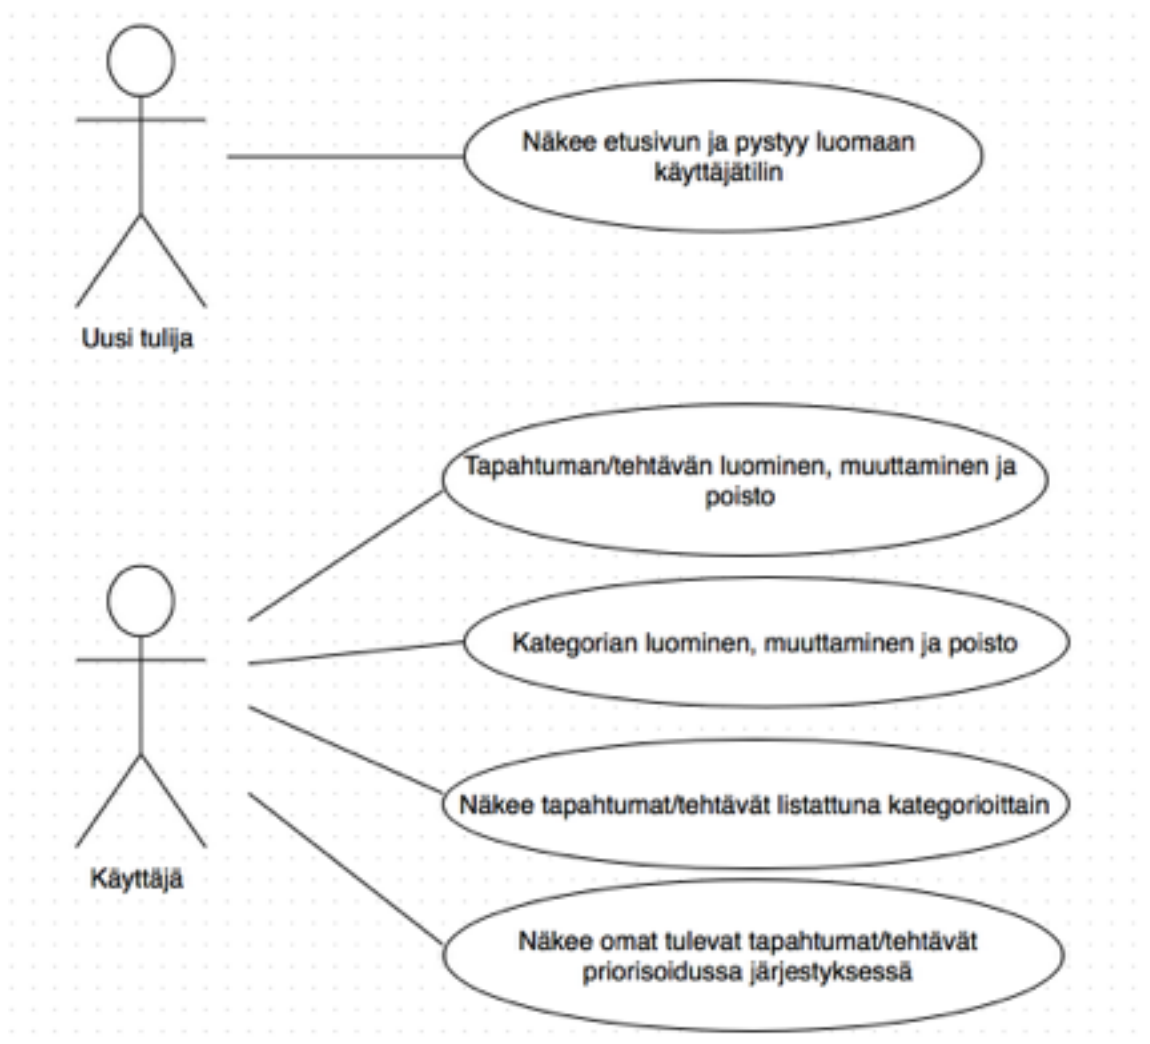 Näkee etusivun ja pystyy luomaan
käyttäjätilin
Uusi tulija
Tapahtuman/tehtävän luominen, muuttaminen ja
poisto
Kategorian luominen, muuttaminen ja poisto
Näkee tapahtumat/tehtävät listattuna kategorioittain
Käyttäjä
Näkee omat tulevat tapahtumat/tehtävät
priorisoidussa järjestyksessä